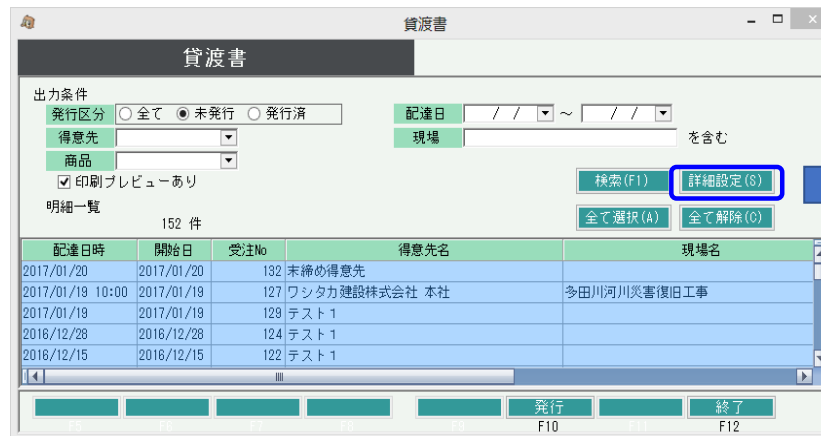 貸渡書
貸渡書
出力条件
発行区分 全て 未発行 発行済 配達日 / / ～ / /
得意先 現場 を含む
商品
印刷プレビューあり
検索(F1) 詳細設定(S)
明細一覧
152 件
全て選択(A) 全て解除(C)
配達日時 開始日 受注No 得意先名 現場名
2017/01/20 2017/01/20 132 末締め得意先
2017/01/19 10:00 2017/01/19 127 ワシタカ建設株式会社 本社 多田川河川災害復旧工事
2017/01/19 2017/01/19 129 テスト1
2016/12/28 2016/12/28 124 テスト1
2016/12/15 2016/12/15 122 テスト1
発行 終了
F5 F6 F7 F8 F9 F10 F11 F12